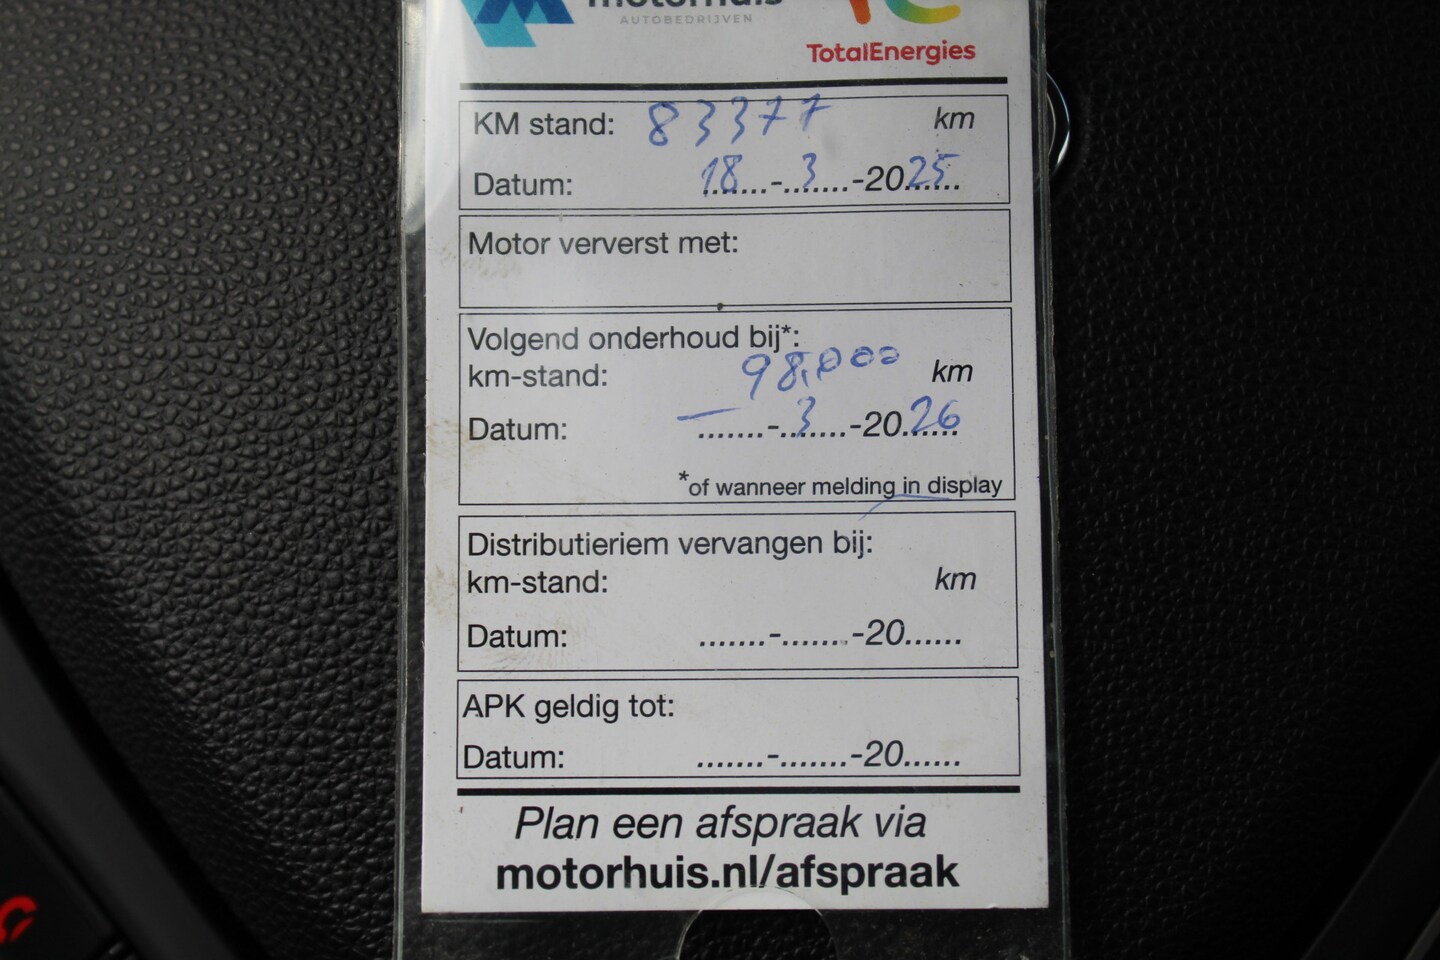 motorhuis
AUTOBEDRIJVEN
TotalEnergies
KM stand: 83377 km
Datum: 18-3-2025
Motor ververst met:
Volgend onderhoud bij*:
km-stand: 98.000 km
Datum: — .......-3-2026
*of wanneer melding in display
Distributieriem vervangen bij:
km-stand: km
Datum: .......-.......-20......
APK geldig tot:
Datum: .......-.......-20......
Plan een afspraak via
motorhuis.nl/afspraak